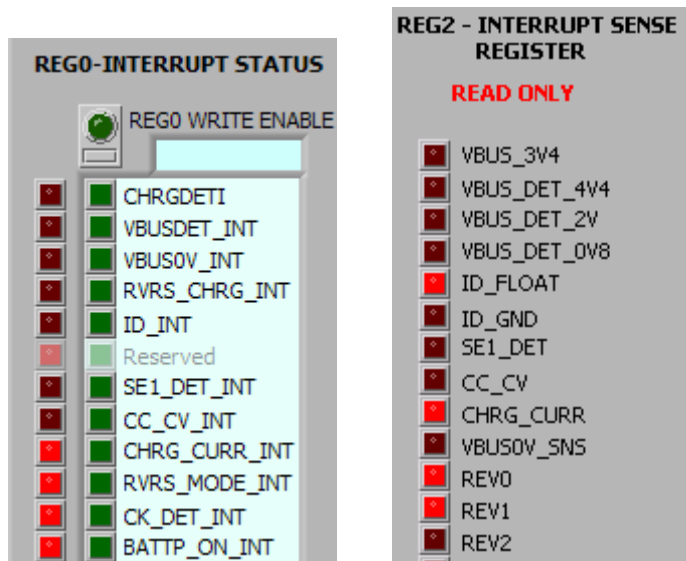 REG0-INTERRUPT STATUS
REG0 WRITE ENABLE
CHRGDETI
VBUSDET_INT
VBUSOV_INT
RVRS_CHRG_INT
ID_INT
Reserved
SE1_DET_INT
CC_CV_INT
CHRG_CURR_INT
RVRS_MODE_INT
CK_DET_INT
BATTP_ON_INT
REG2 - INTERRUPT SENSE
REGISTER
READ ONLY
VBUS_3V4
VBUS_DET_4V4
VBUS_DET_2V
VBUS_DET_0V8
ID_FLOAT
ID_GND
SE1_DET
CC_CV
CHRG_CURR
VBUSOV_SNS
REV0
REV1
REV2